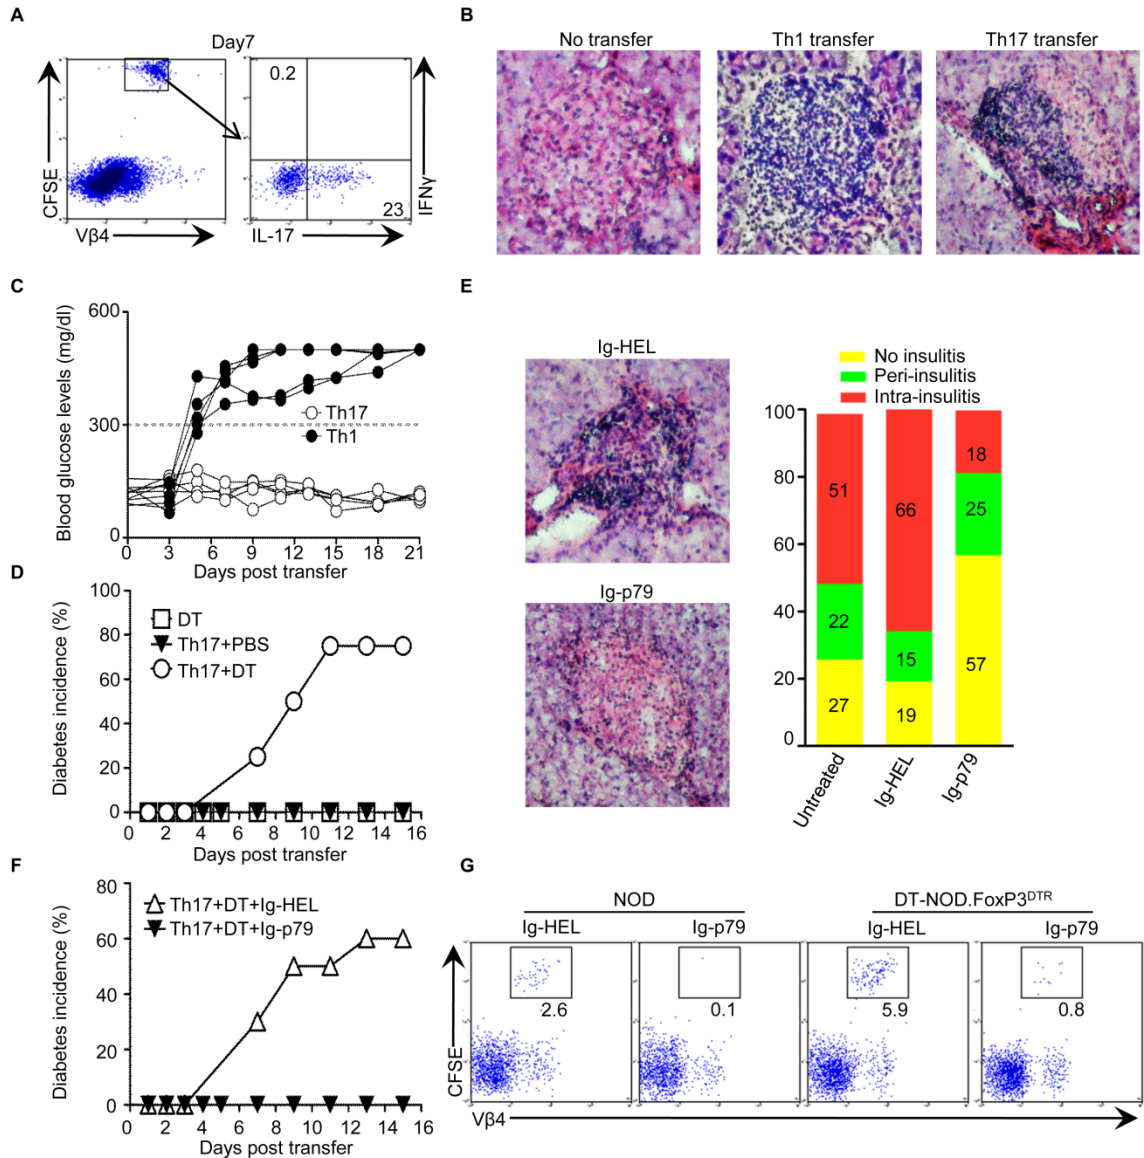 A
Day7
CFSE
Vβ4
0.2
23
IL-17
IFNγ
B
No transfer
Th1 transfer
Th17 transfer
C
Blood glucose levels (mg/dl)
600
300
0
Th17
Th1
0 3 6 9 12 15 18 21
Days post transfer
D
Diabetes incidence (%)
100
75
50
25
0
DT
Th17+PBS
Th17+DT
0 2 4 6 8 10 12 14 16
Days post transfer
E
Ig-HEL
Ig-p79
No insulitis
Peri-insulitis
Intra-insulitis
100
80
60
40
20
0
51
22
27
66
15
19
18
25
57
Untreated
Ig-HEL
Ig-p79
F
Diabetes incidence (%)
80
60
40
20
0
Th17+DT+Ig-HEL
Th17+DT+Ig-p79
0 2 4 6 8 10 12 14 16
Days post transfer
G
NOD
DT-NOD.FoxP3DTR
Ig-HEL
Ig-p79
Ig-HEL
Ig-p79
2.6
0.1
5.9
0.8
CFSE
Vβ4